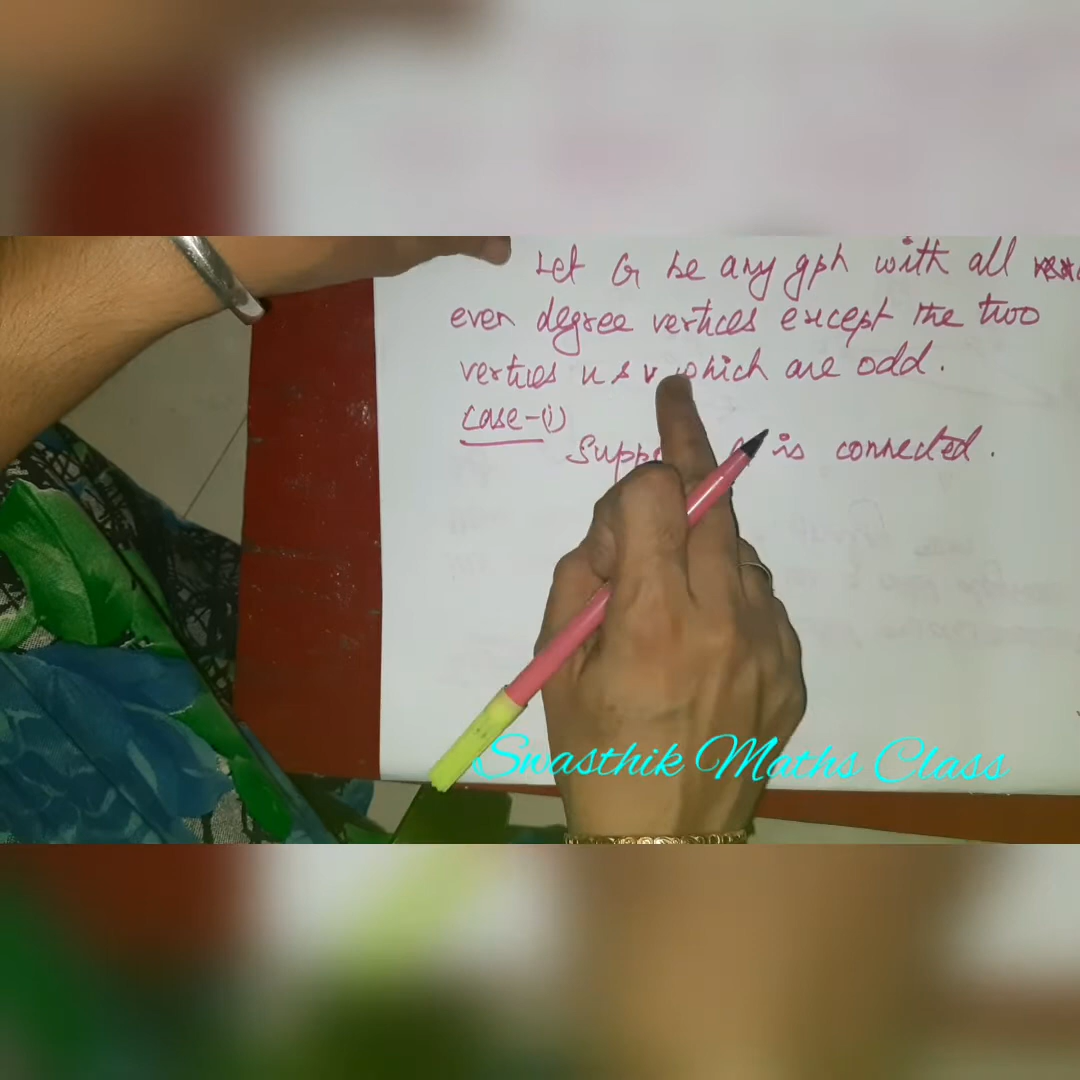 Let G be any gph with all
even degree vertices except the two
verties u & v which are odd.
Case-(i)
is connected.
Swasthik Maths Class